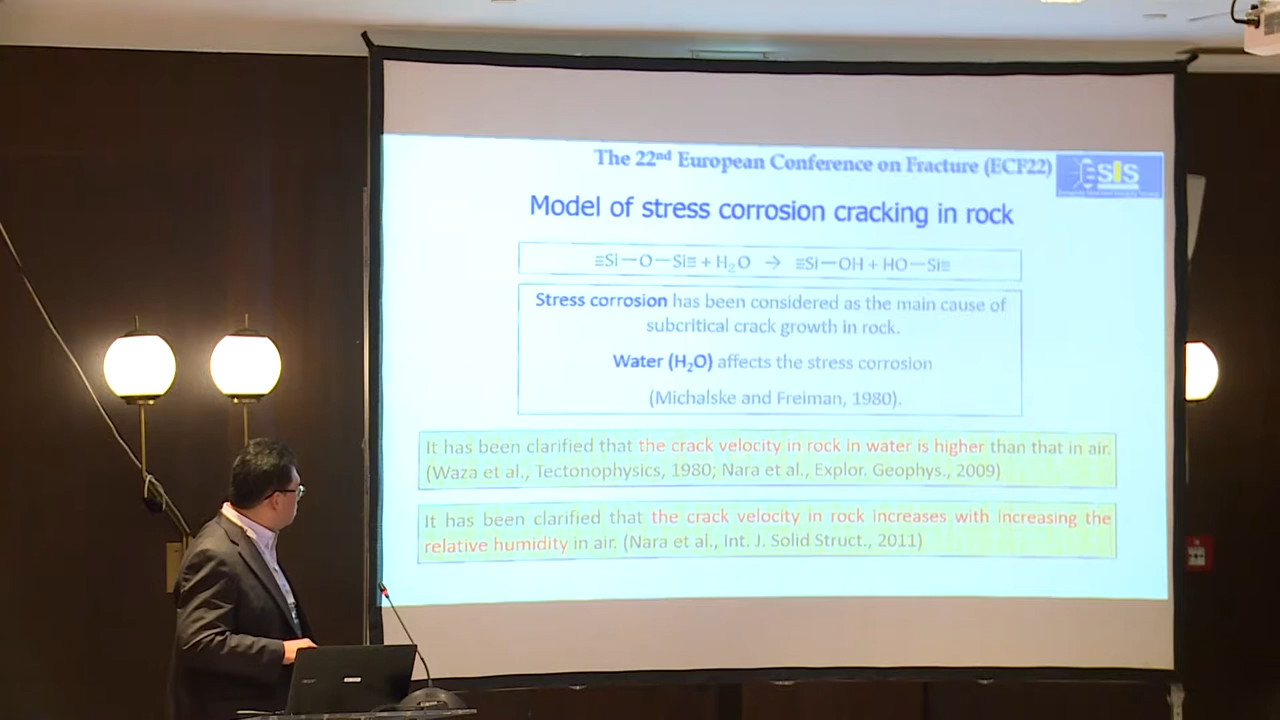 The 22nd European Conference on Fracture (ECF22)
ESIS
Model of stress corrosion cracking in rock
≡Si—O—Si≡ + H₂O → ≡Si—OH + HO—Si≡
Stress corrosion has been considered as the main cause of
subcritical crack growth in rock.
Water (H₂O) affects the stress corrosion
(Michalske and Freiman, 1980).
It has been clarified that the crack velocity in rock in water is higher than that in air.
(Waza et al., Tectonophysics, 1980; Nara et al., Explor. Geophys., 2009)
It has been clarified that the crack velocity in rock increases with increasing the
relative humidity in air. (Nara et al., Int. J. Solid Struct., 2011)